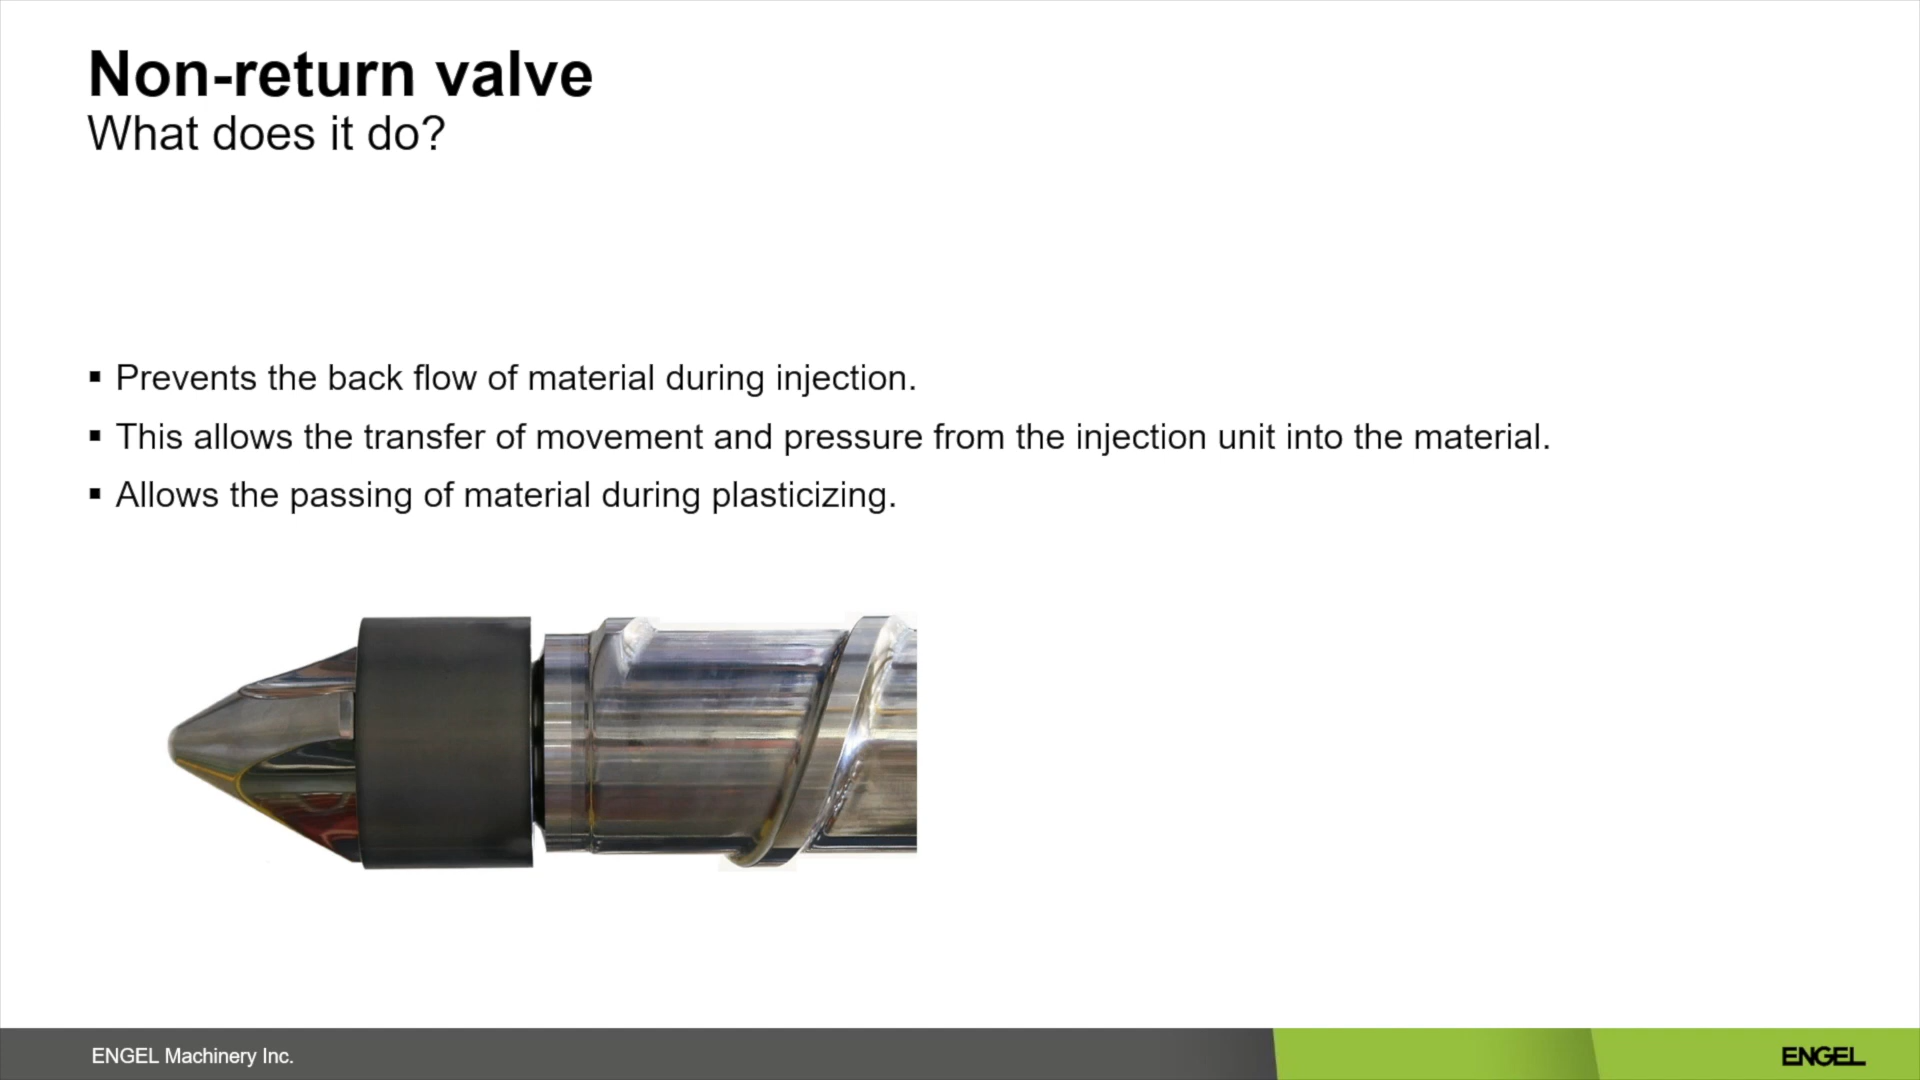 Non-return valve
What does it do?
▪ Prevents the back flow of material during injection.
▪ This allows the transfer of movement and pressure from the injection unit into the material.
▪ Allows the passing of material during plasticizing.
ENGEL Machinery Inc.
ENGEL